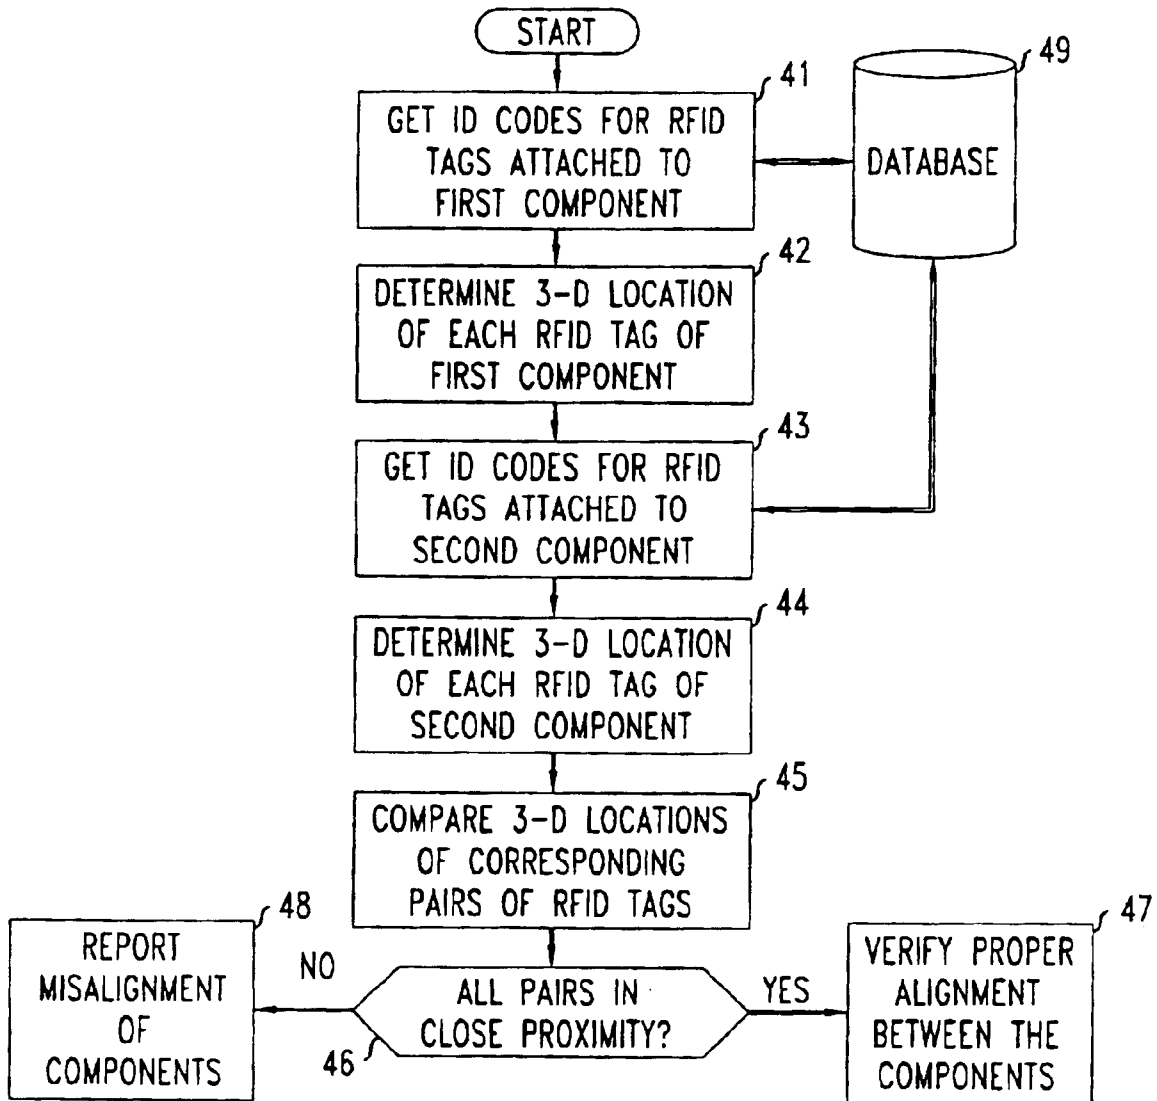 START
41
GET ID CODES FOR RFID
TAGS ATTACHED TO
FIRST COMPONENT
49
DATABASE
42
DETERMINE 3-D LOCATION
OF EACH RFID TAG OF
FIRST COMPONENT
43
GET ID CODES FOR RFID
TAGS ATTACHED TO
SECOND COMPONENT
44
DETERMINE 3-D LOCATION
OF EACH RFID TAG OF
SECOND COMPONENT
45
COMPARE 3-D LOCATIONS
OF CORRESPONDING
PAIRS OF RFID TAGS
46
ALL PAIRS IN
CLOSE PROXIMITY?
NO
48
REPORT
MISALIGNMENT
OF
COMPONENTS
YES
47
VERIFY PROPER
ALIGNMENT
BETWEEN THE
COMPONENTS